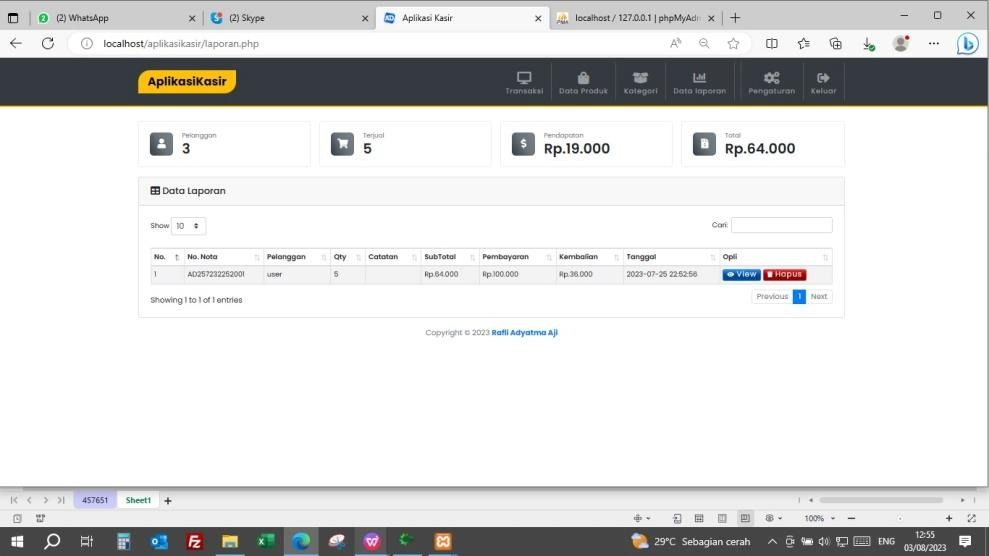 (2) WhatsApp
(2) Skype
Aplikasi Kasir
localhost / 127.0.0.1 | phpMyAdm
localhost/aplikasikasir/laporan.php
AplikasiKasir
Transaksi
Data Produk
Kategori
Data laporan
Pengaturan
Keluar
Pelanggan
3
Terjual
5
Pendapatan
Rp.19.000
Total
Rp.64.000
Data Laporan
Show 10
Cari:
No. No. Nota Pelanggan Qty Catatan SubTotal Pembayaran Kembalian Tanggal Opli
1 AD257232252001 user 5 Rp.64.000 Rp.100.000 Rp.36.000 2023-07-25 22:52:56 View Hapus
Showing 1 to 1 of 1 entries
Previous 1 Next
Copyright © 2023 Rafli Adyatma Aji
457651 Sheet1
100%
29°C Sebagian cerah
ENG
12:55
03/08/2023